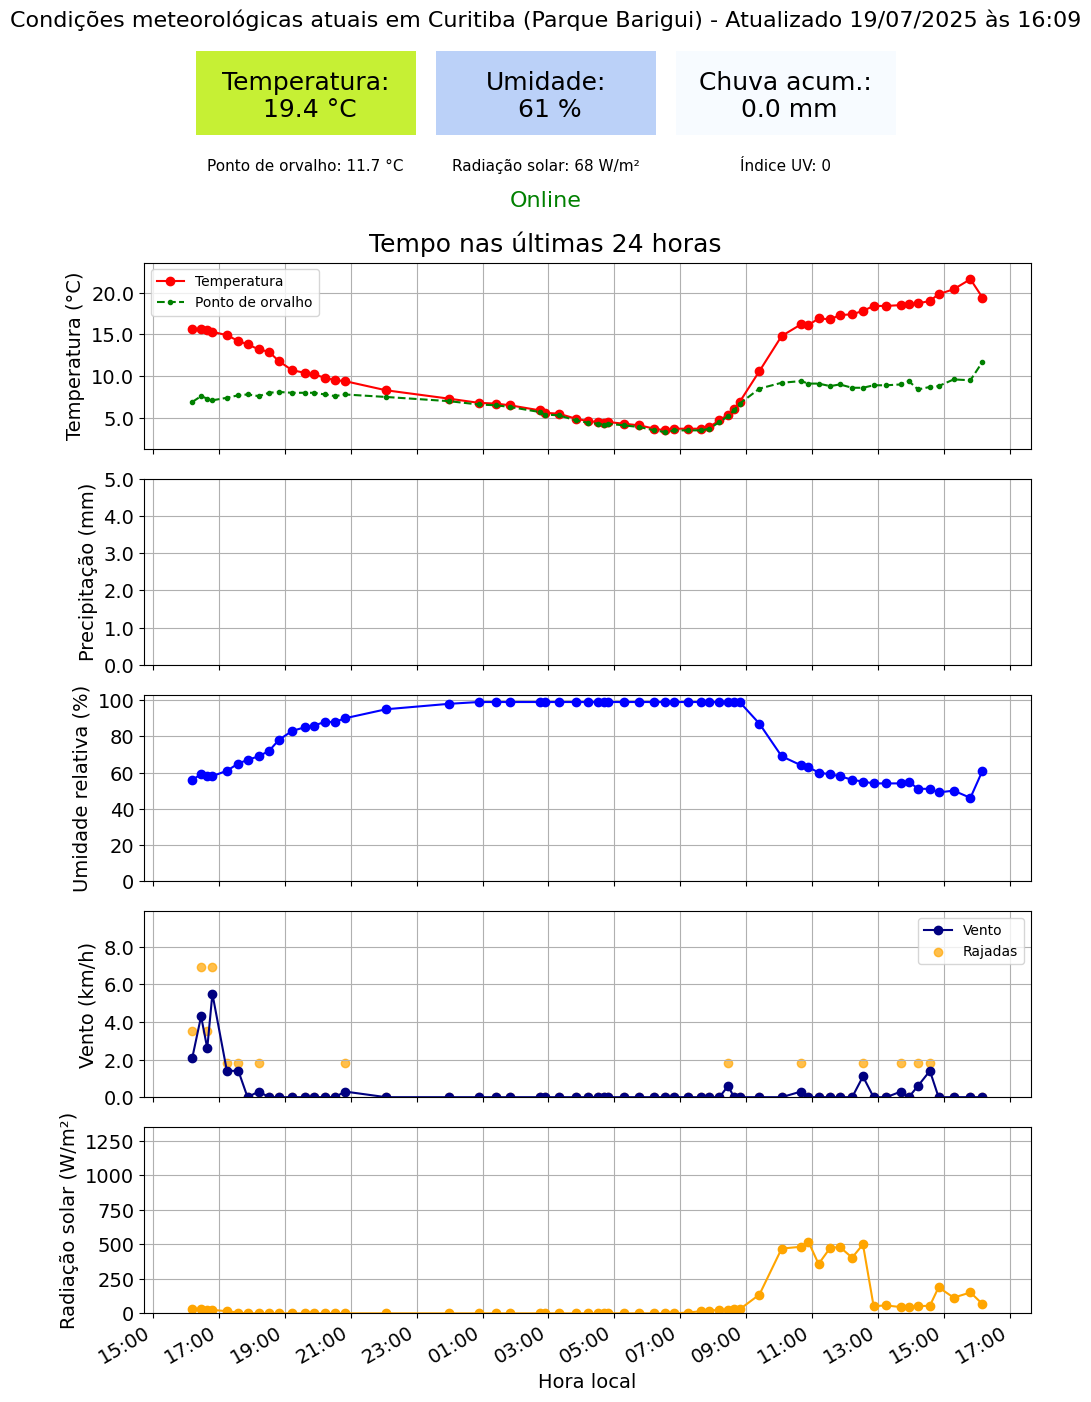 Condições meteorológicas atuais em Curitiba (Parque Barigui) - Atualizado 19/07/2025 às 16:09
Temperatura:
19.4 °C
Umidade:
61 %
Chuva acum.:
0.0 mm
Ponto de orvalho: 11.7 °C
Radiação solar: 68 W/m²
Índice UV: 0
Online
Tempo nas últimas 24 horas
Temperatura (°C)
20.0
15.0
10.0
5.0
Temperatura
Ponto de orvalho
Precipitação (mm)
5.0
4.0
3.0
2.0
1.0
0.0
Umidade relativa (%)
100
80
60
40
20
0
Vento (km/h)
8.0
6.0
4.0
2.0
0.0
Vento
Rajadas
Radiação solar (W/m²)
1250
1000
750
500
250
0
15:00
17:00
19:00
21:00
23:00
01:00
03:00
05:00
07:00
09:00
11:00
13:00
15:00
17:00
Hora local